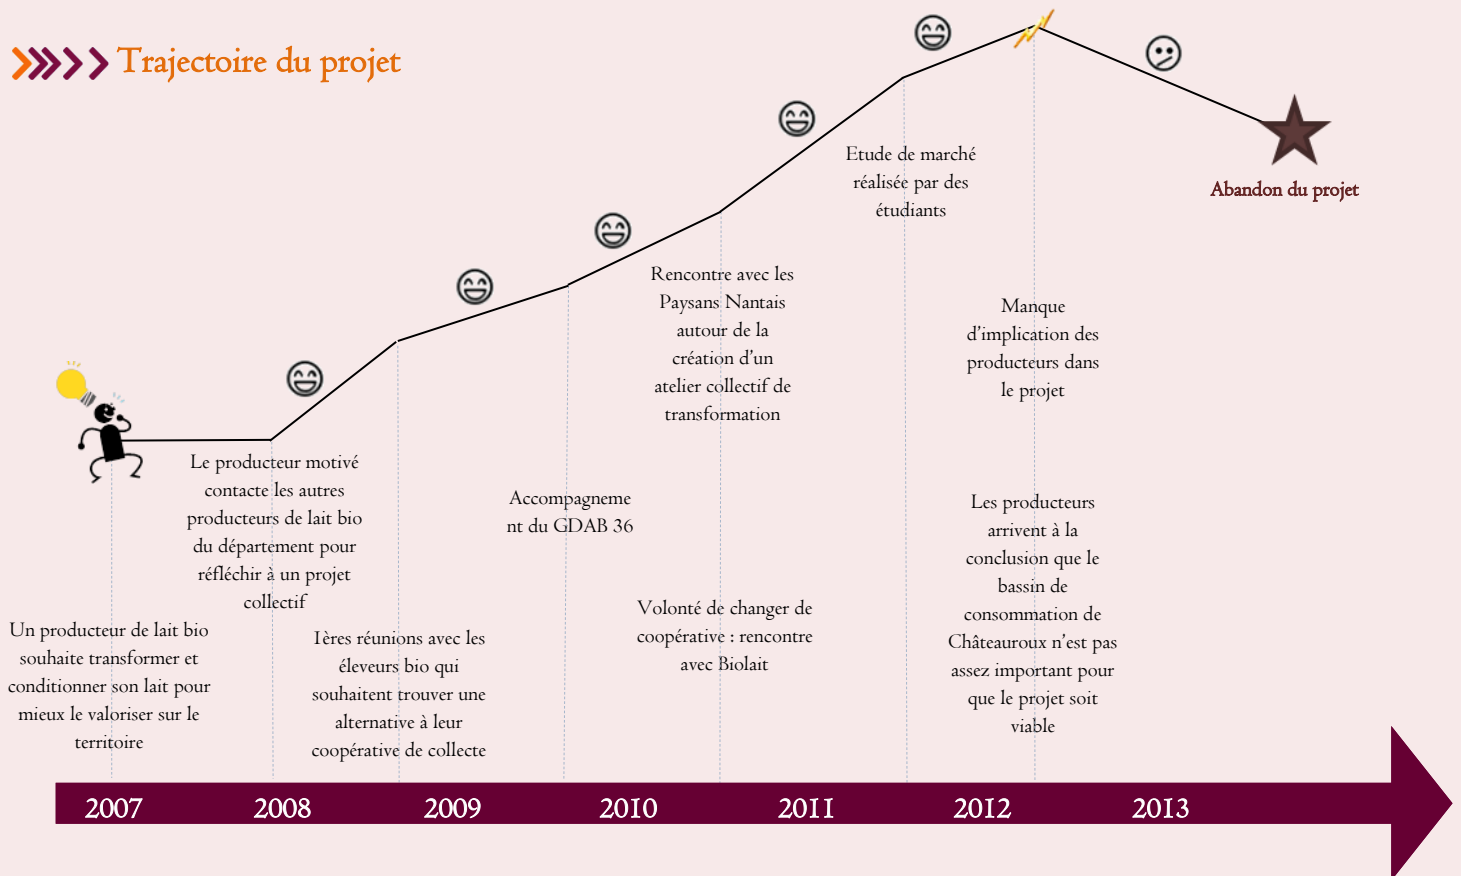 Trajectoire du projet
Un producteur de lait bio
souhaite transformer et
conditionner son lait pour
mieux le valoriser sur le
territoire
Le producteur motivé
contacte les autres
producteurs de lait bio
du département pour
réfléchir à un projet
collectif
1ères réunions avec les
éleveurs bio qui
souhaitent trouver une
alternative à leur
coopérative de collecte
Accompagneme
nt du GDAB 36
Rencontre avec les
Paysans Nantais
autour de la
création d’un
atelier collectif de
transformation
Volonté de changer de
coopérative : rencontre
avec Biolait
Etude de marché
réalisée par des
étudiants
Manque
d’implication des
producteurs dans
le projet
Les producteurs
arrivent à la
conclusion que le
bassin de
consommation de
Châteauroux n’est pas
assez important pour
que le projet soit
viable
Abandon du projet
2007 2008 2009 2010 2011 2012 2013